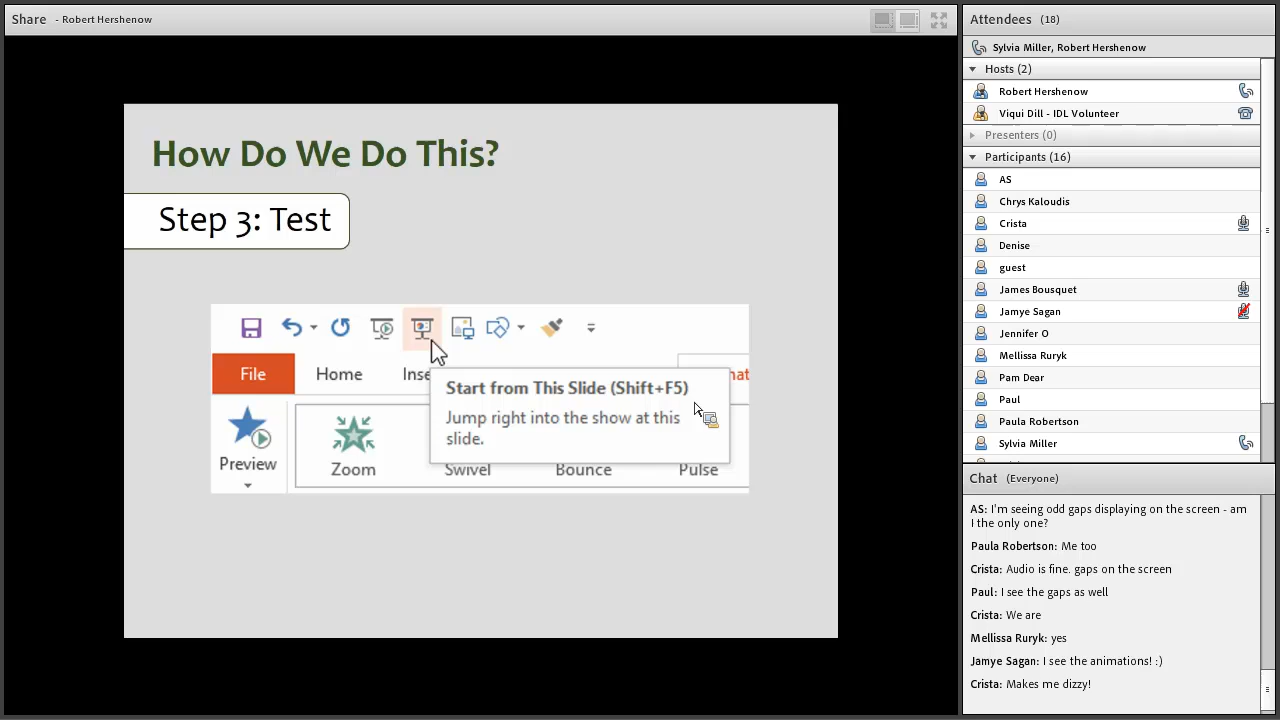 Share - Robert Hershenow
How Do We Do This?
Step 3: Test
File Home Inse
Start from This Slide (Shift+F5)
Jump right into the show at this
slide.
Preview
Zoom Swivel Bounce Pulse
Attendees (18)
Sylvia Miller, Robert Hershenow
Hosts (2)
Robert Hershenow
Viqui Dill - IDL Volunteer
Presenters (0)
Participants (16)
AS
Chrys Kaloudis
Crista
Denise
guest
James Bousquet
Jamye Sagan
Jennifer O
Mellissa Ruryk
Pam Dear
Paul
Paula Robertson
Sylvia Miller
Chat (Everyone)
AS: I'm seeing odd gaps displaying on the screen - am
I the only one?
Paula Robertson: Me too
Crista: Audio is fine. gaps on the screen
Paul: I see the gaps as well
Crista: We are
Mellissa Ruryk: yes
Jamye Sagan: I see the animations! :)
Crista: Makes me dizzy!